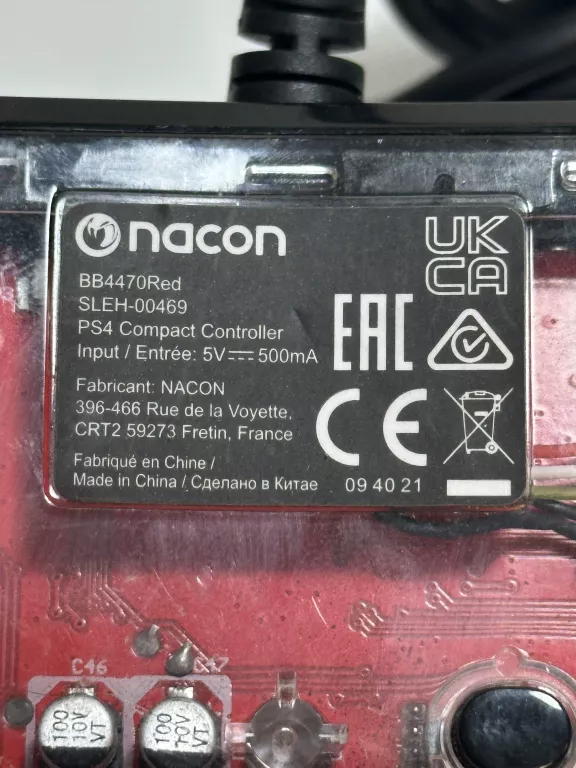 nacon
UK
CA
BB4470Red
SLEH-00469
PS4 Compact Controller
Input / Entrée: 5V⎓500mA
EAC
Fabricant: NACON
396-466 Rue de la Voyette,
CRT2 59273 Fretin, France
CE
Fabriqué en Chine /
Made in China / Сделано в Китае
09 40 21
C46
C47
100
10V
VT
100
10V
VT